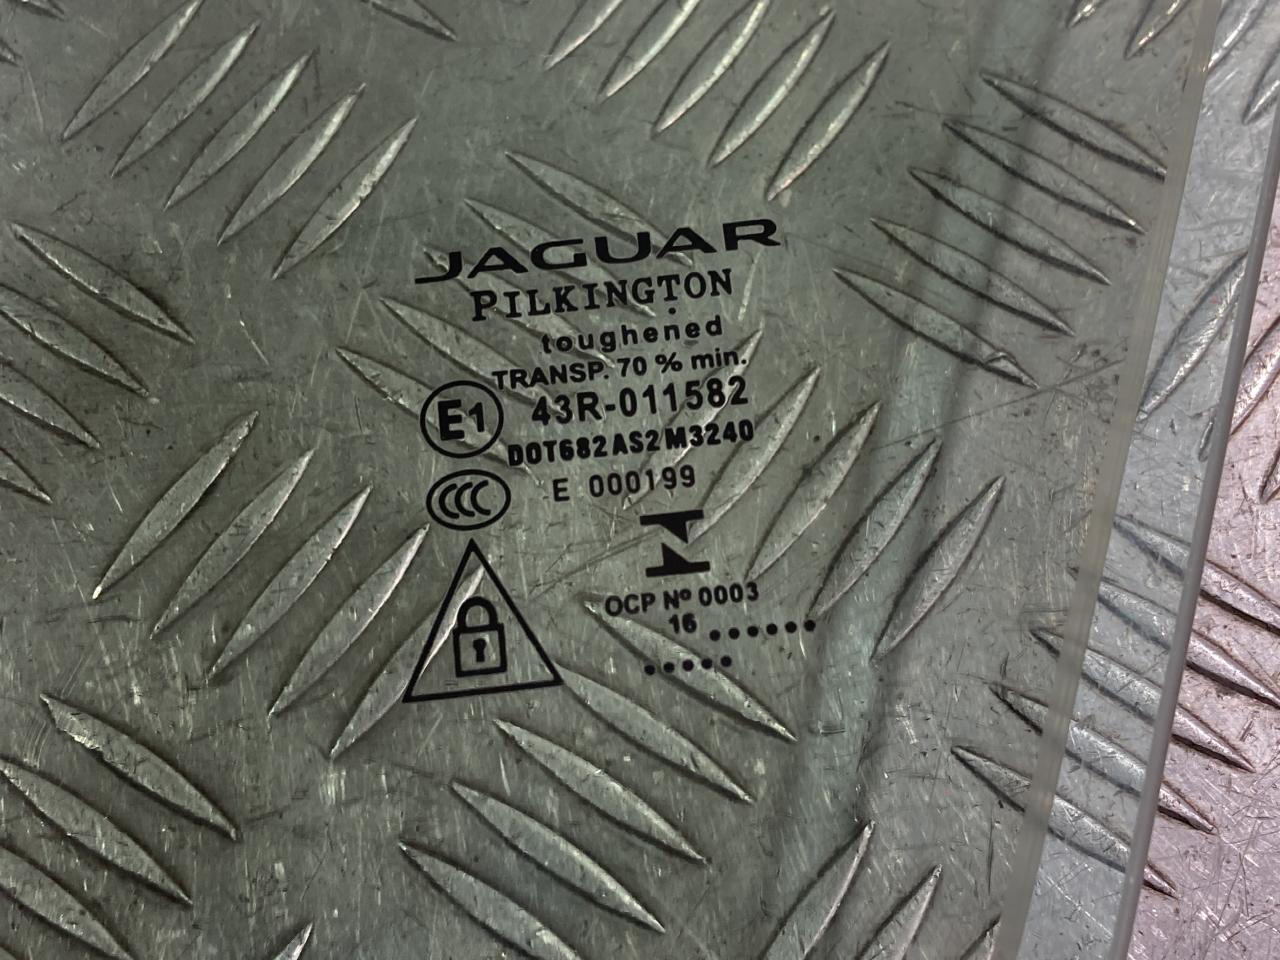 JAGUAR
PILKINGTON
toughened
TRANSP. 70 % min.
E1 43R-011582
DOT682 AS2 M3240
CCC E 000199
OCP Nº 0003
16 ......
.....